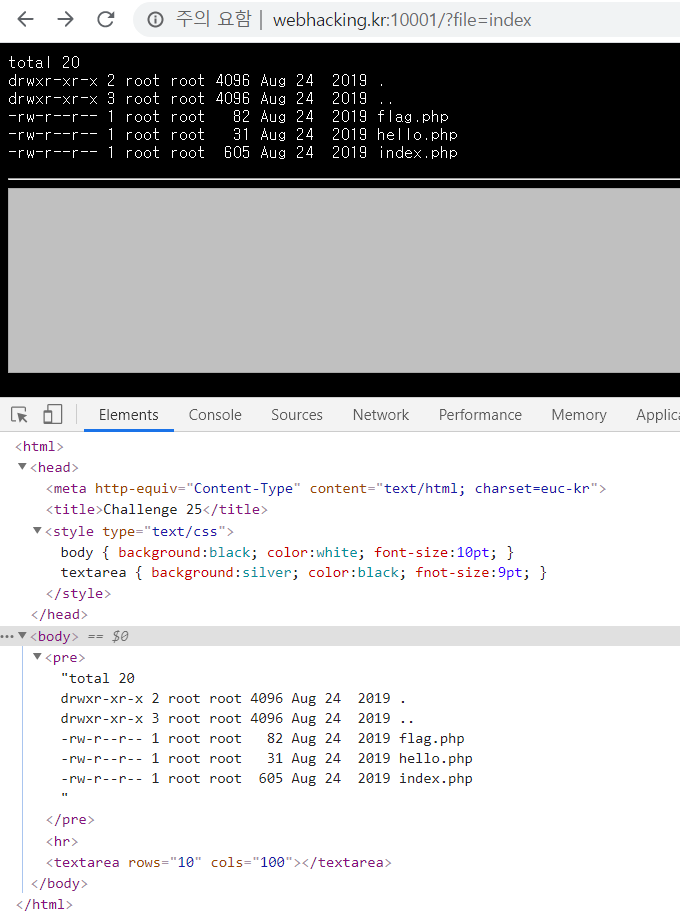 주의 요함 | webhacking.kr:10001/?file=index
total 20
drwxr-xr-x 2 root root 4096 Aug 24  2019 .
drwxr-xr-x 3 root root 4096 Aug 24  2019 ..
-rw-r--r-- 1 root root   82 Aug 24  2019 flag.php
-rw-r--r-- 1 root root   31 Aug 24  2019 hello.php
-rw-r--r-- 1 root root  605 Aug 24  2019 index.php
Elements Console Sources Network Performance Memory Applica
<html>
<head>
<meta http-equiv="Content-Type" content="text/html; charset=euc-kr">
<title>Challenge 25</title>
<style type="text/css">
body { background:black; color:white; font-size:10pt; }
textarea { background:silver; color:black; fnot-size:9pt; }
</style>
</head>
<body> == $0
<pre>
"total 20
drwxr-xr-x 2 root root 4096 Aug 24  2019 .
drwxr-xr-x 3 root root 4096 Aug 24  2019 ..
-rw-r--r-- 1 root root   82 Aug 24  2019 flag.php
-rw-r--r-- 1 root root   31 Aug 24  2019 hello.php
-rw-r--r-- 1 root root  605 Aug 24  2019 index.php
"
</pre>
<hr>
<textarea rows="10" cols="100"></textarea>
</body>
</html>